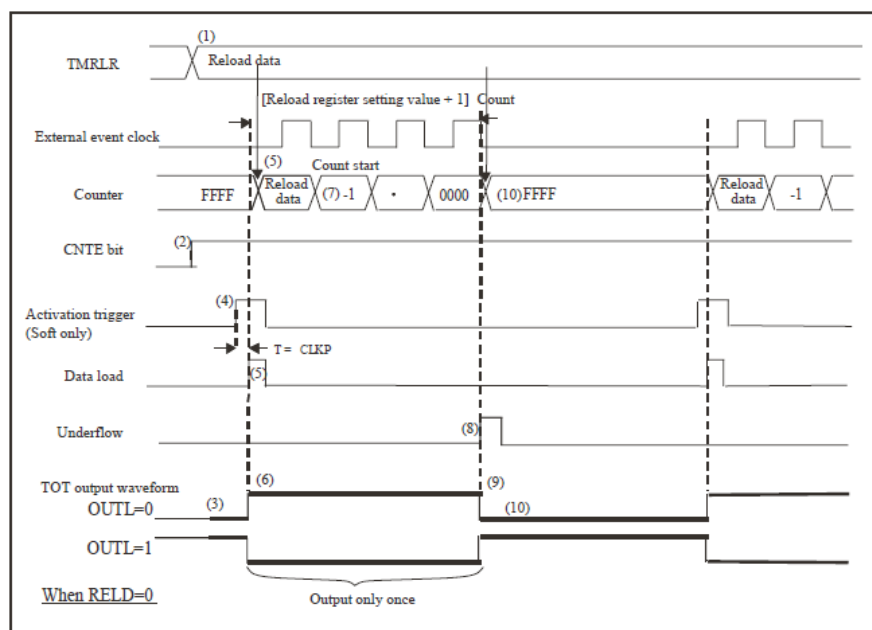 (1)
TMRLR Reload data
[Reload register setting value + 1] Count
External event clock
(5) Count start
Counter FFFF Reload data (7) -1 • 0000 (10)FFFF Reload data -1
CNTE bit (2)
(4)
Activation trigger
(Soft only)
T = CLKP
Data load (5)
Underflow (8)
(6) (9)
TOT output waveform
(3) (10)
OUTL=0
OUTL=1
When RELD=0 Output only once